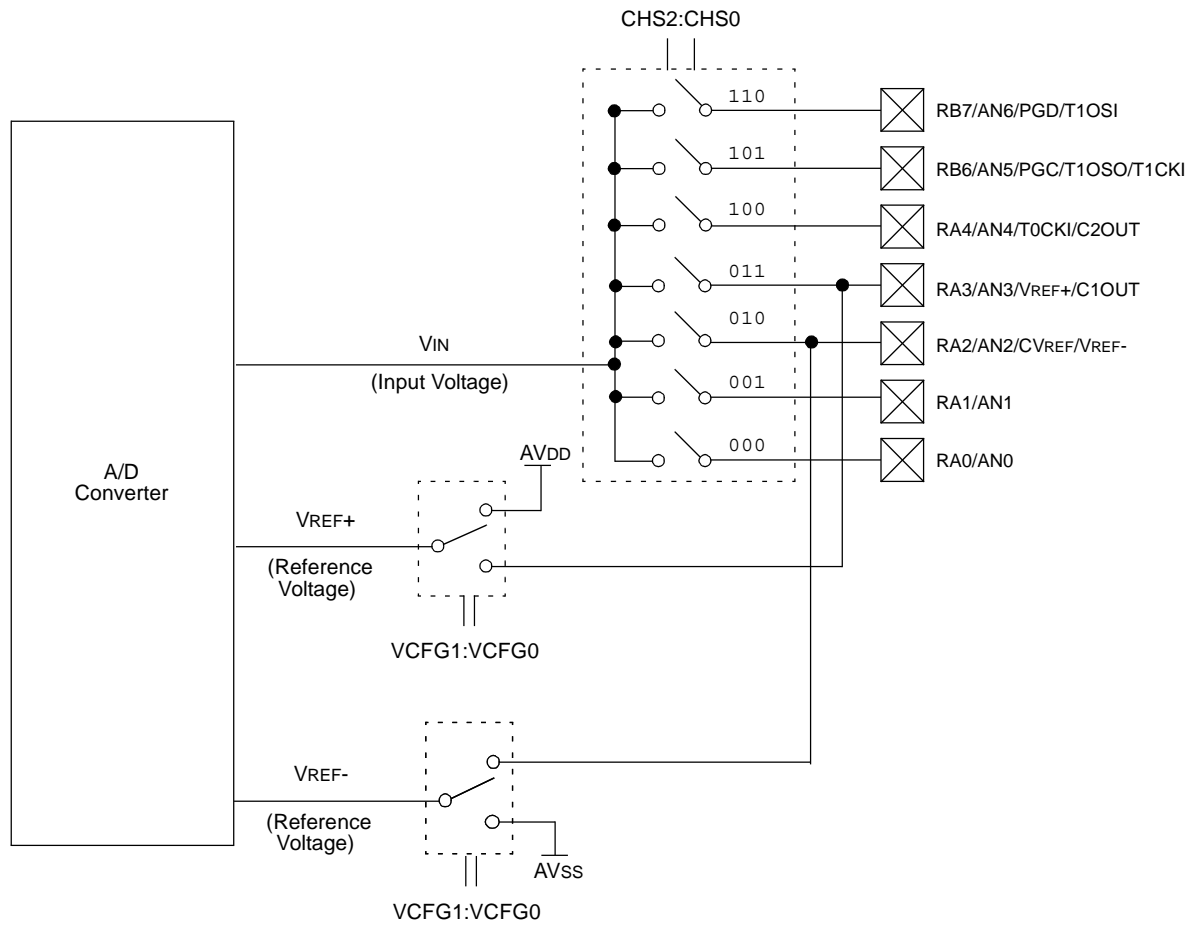 CHS2:CHS0
110
RB7/AN6/PGD/T1OSI
101
RB6/AN5/PGC/T1OSO/T1CKI
100
RA4/AN4/T0CKI/C2OUT
011
RA3/AN3/VREF+/C1OUT
010
RA2/AN2/CVREF/VREF-
VIN
(Input Voltage)
001
RA1/AN1
000
RA0/AN0
A/D
Converter
AVDD
VREF+
(Reference
Voltage)
VCFG1:VCFG0
VREF-
(Reference
Voltage)
AVSS
VCFG1:VCFG0